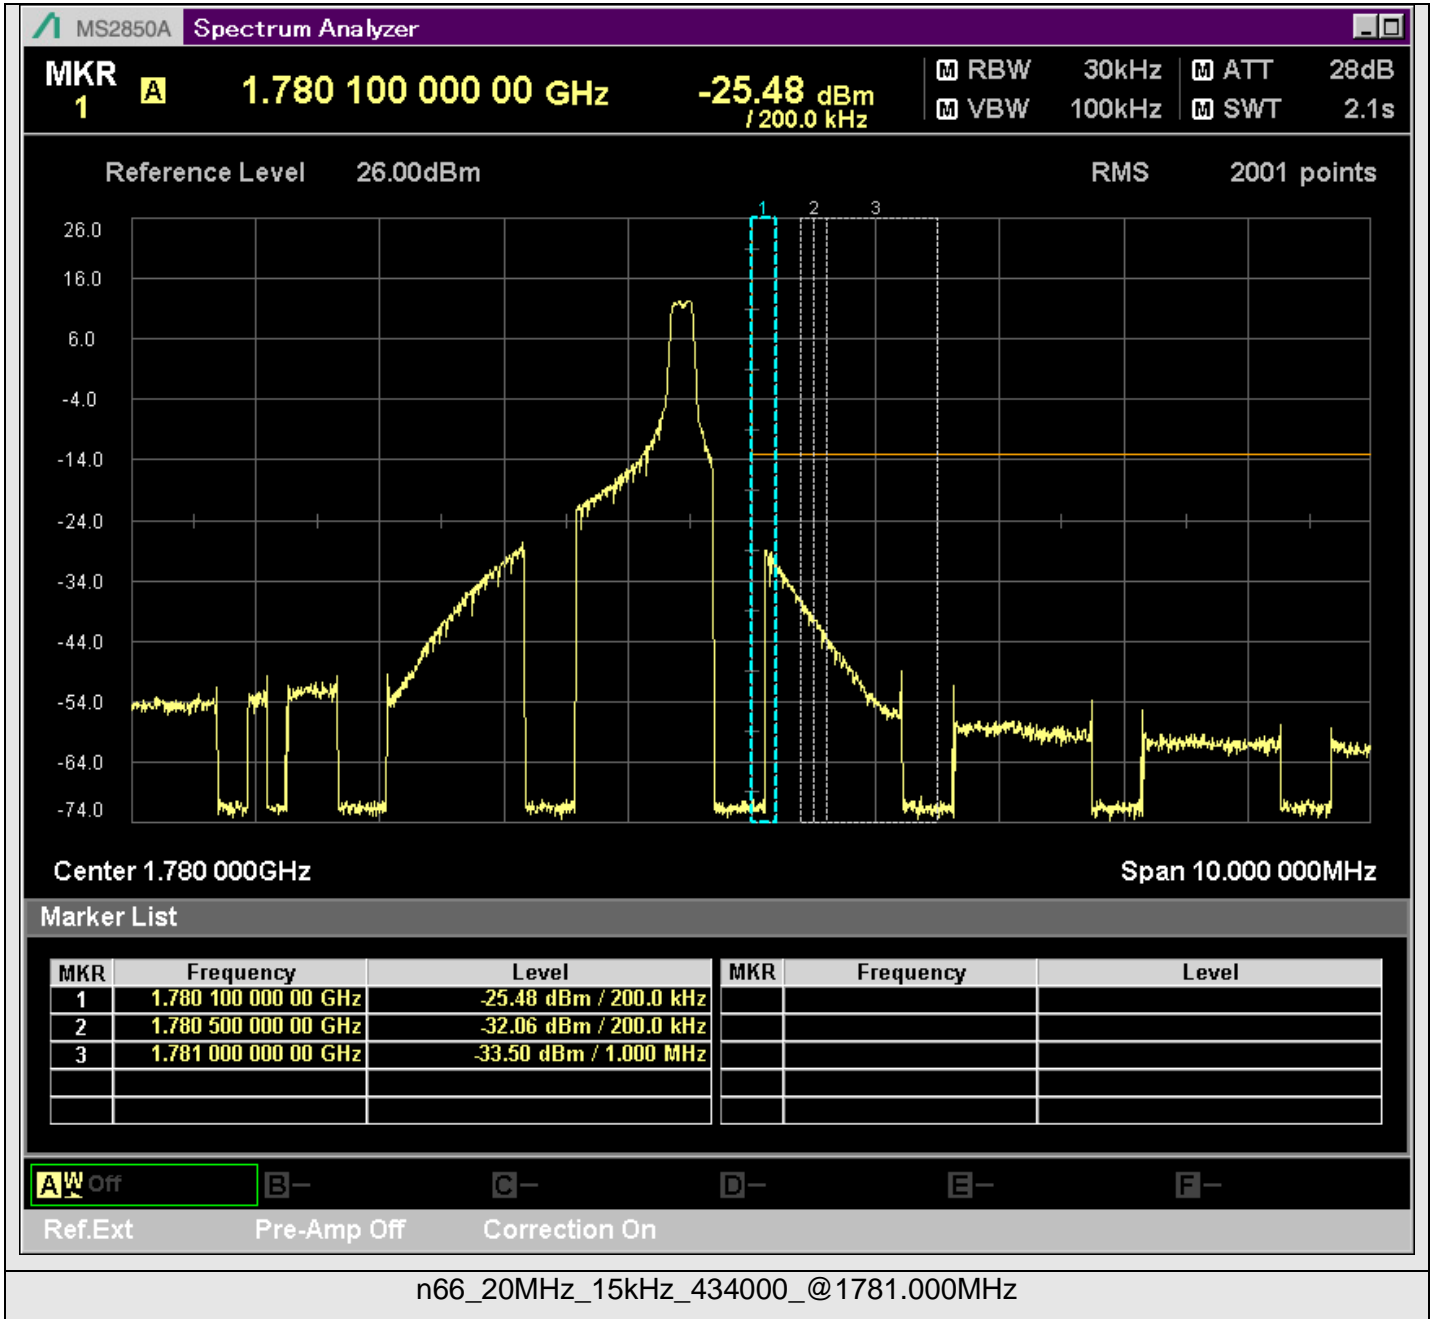 MS2850A Spectrum Analyzer
MKR 1 A 1.780 100 000 00 GHz -25.48 dBm / 200.0 kHz
M RBW 30kHz M ATT 28dB
M VBW 100kHz M SWT 2.1s
Reference Level 26.00dBm RMS 2001 points
1 2 3
26.0
16.0
6.0
-4.0
-14.0
-24.0
-34.0
-44.0
-54.0
-64.0
-74.0
Center 1.780 000GHz Span 10.000 000MHz
Marker List
MKR Frequency Level MKR Frequency Level
1 1.780 100 000 00 GHz -25.48 dBm / 200.0 kHz
2 1.780 500 000 00 GHz -32.06 dBm / 200.0 kHz
3 1.781 000 000 00 GHz -33.50 dBm / 1.000 MHz
A W Off B— C— D— E— F—
Ref.Ext Pre-Amp Off Correction On
n66_20MHz_15kHz_434000_@1781.000MHz